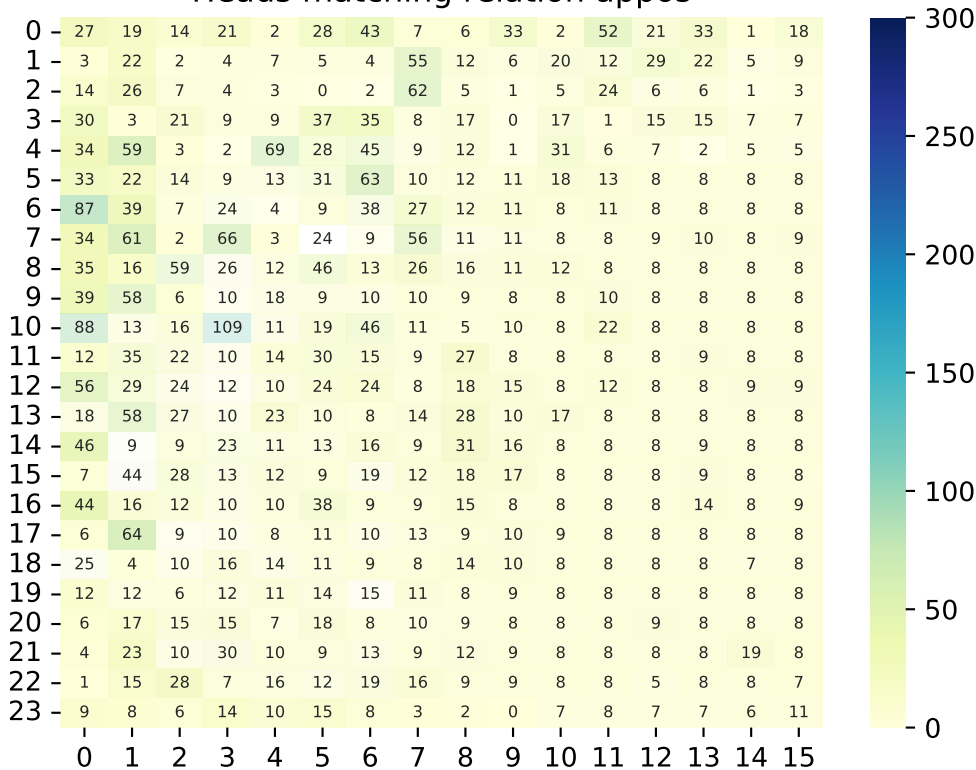 Heads matching relation appos
0 27 19 14 21 2 28 43 7 6 33 2 52 21 33 1 18
1 3 22 2 4 7 5 4 55 12 6 20 12 29 22 5 9
2 14 26 7 4 3 0 2 62 5 1 5 24 6 6 1 3
3 30 3 21 9 9 37 35 8 17 0 17 1 15 15 7 7
4 34 59 3 2 69 28 45 9 12 1 31 6 7 2 5 5
5 33 22 14 9 13 31 63 10 12 11 18 13 8 8 8 8
6 87 39 7 24 4 9 38 27 12 11 8 11 8 8 8 8
7 34 61 2 66 3 24 9 56 11 11 8 8 9 10 8 9
8 35 16 59 26 12 46 13 26 16 11 12 8 8 8 8 8
9 39 58 6 10 18 9 10 10 9 8 8 10 8 8 8 8
10 88 13 16 109 11 19 46 11 5 10 8 22 8 8 8 8
11 12 35 22 10 14 30 15 9 27 8 8 8 8 9 8 8
12 56 29 24 12 10 24 24 8 18 15 8 12 8 8 9 9
13 18 58 27 10 23 10 8 14 28 10 17 8 8 8 8 8
14 46 9 9 23 11 13 16 9 31 16 8 8 8 9 8 8
15 7 44 28 13 12 9 19 12 18 17 8 8 8 9 8 8
16 44 16 12 10 10 38 9 9 15 8 8 8 8 14 8 9
17 6 64 9 10 8 11 10 13 9 10 9 8 8 8 8 8
18 25 4 10 16 14 11 9 8 14 10 8 8 8 8 7 8
19 12 12 6 12 11 14 15 11 8 9 8 8 8 8 8 8
20 6 17 15 15 7 18 8 10 9 8 8 8 9 8 8 8
21 4 23 10 30 10 9 13 9 12 9 8 8 8 8 19 8
22 1 15 28 7 16 12 19 16 9 9 8 8 5 8 8 7
23 9 8 6 14 10 15 8 3 2 0 7 8 7 7 6 11
0 1 2 3 4 5 6 7 8 9 10 11 12 13 14 15
300
250
200
150
100
50
0